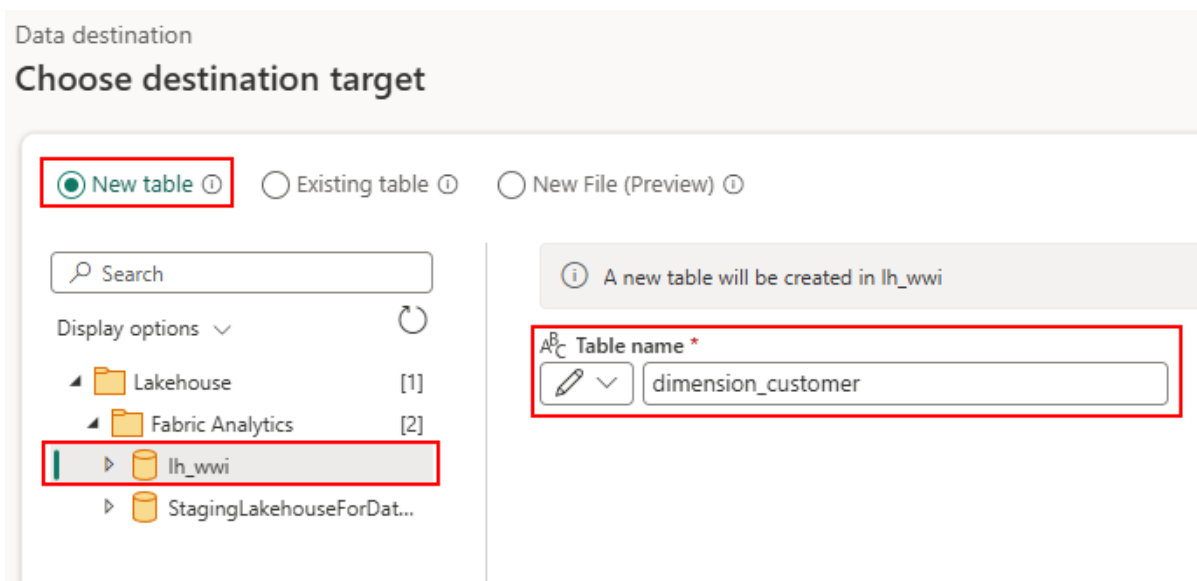 Data destination
Choose destination target
New table Existing table New File (Preview)
Search
Display options
Lakehouse [1]
Fabric Analytics [2]
lh_wwi
StagingLakehouseForDat...
A new table will be created in lh_wwi
ABC Table name *
dimension_customer